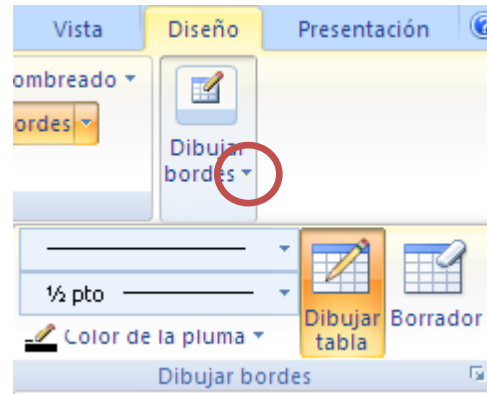 Vista Diseño Presentación
ombreado
ordes
Dibujar
bordes
½ pto
Dibujar
tabla
Borrador
Color de la pluma
Dibujar bordes